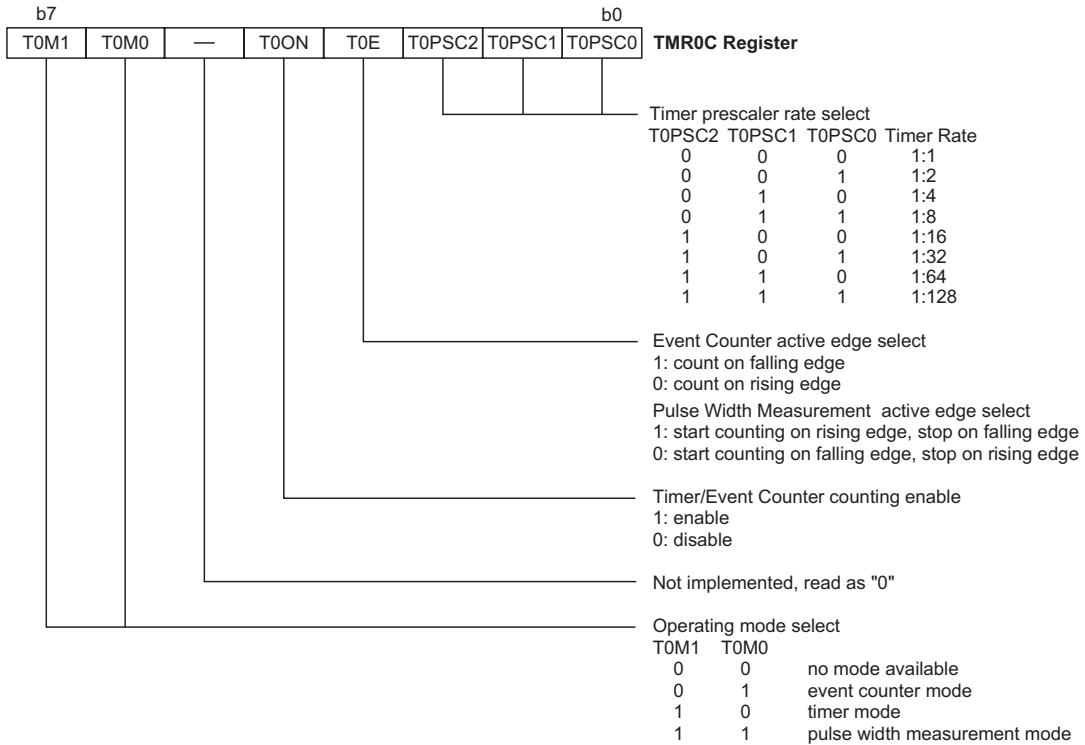 b7 b0
T0M1 T0M0 — T0ON T0E T0PSC2 T0PSC1 T0PSC0 TMR0C Register
Timer prescaler rate select
T0PSC2 T0PSC1 T0PSC0 Timer Rate
0 0 0 1:1
0 0 1 1:2
0 1 0 1:4
0 1 1 1:8
1 0 0 1:16
1 0 1 1:32
1 1 0 1:64
1 1 1 1:128
Event Counter active edge select
1: count on falling edge
0: count on rising edge
Pulse Width Measurement active edge select
1: start counting on rising edge, stop on falling edge
0: start counting on falling edge, stop on rising edge
Timer/Event Counter counting enable
1: enable
0: disable
Not implemented, read as "0"
Operating mode select
T0M1 T0M0
0 0 no mode available
0 1 event counter mode
1 0 timer mode
1 1 pulse width measurement mode